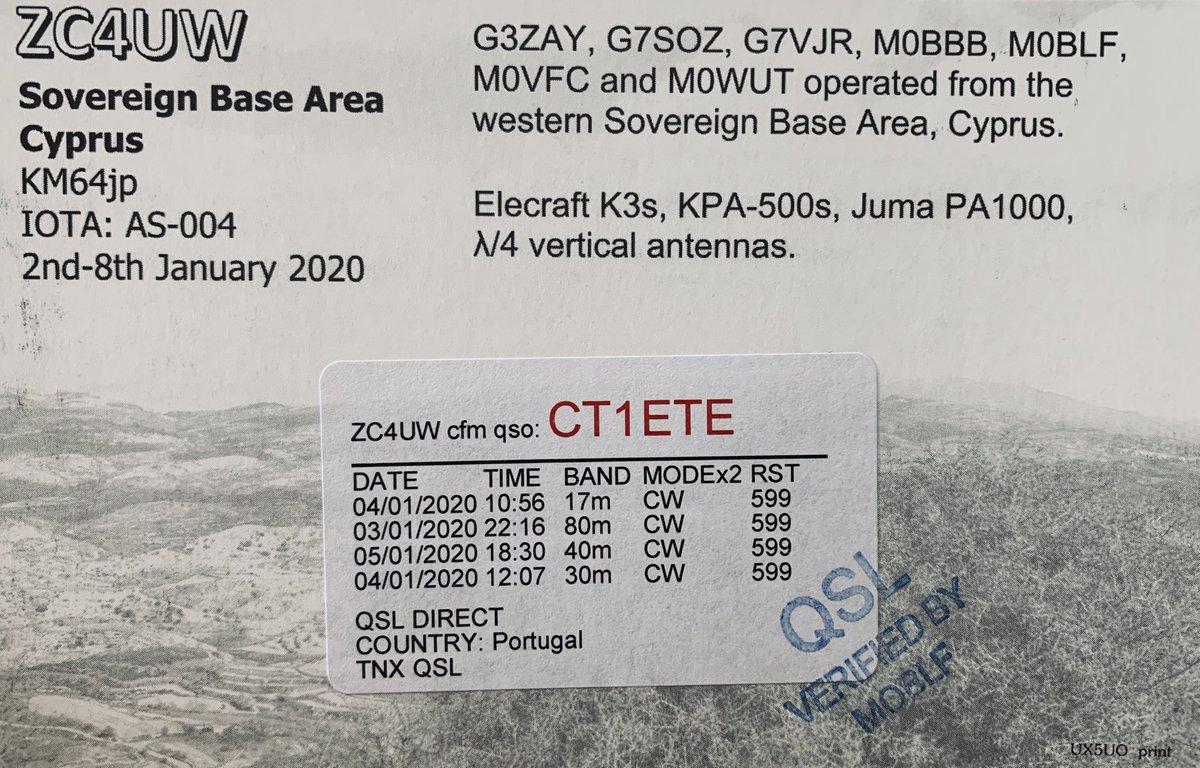 ZC4UW
Sovereign Base Area
Cyprus
KM64jp
IOTA: AS-004
2nd-8th January 2020
G3ZAY, G7SOZ, G7VJR, M0BBB, M0BLF,
M0VFC and M0WUT operated from the
western Sovereign Base Area, Cyprus.
Elecraft K3s, KPA-500s, Juma PA1000,
λ/4 vertical antennas.
ZC4UW cfm qso: CT1ETE
DATE TIME BAND MODEx2 RST
04/01/2020 10:56 17m CW 599
03/01/2020 22:16 80m CW 599
05/01/2020 18:30 40m CW 599
04/01/2020 12:07 30m CW 599
QSL DIRECT
COUNTRY: Portugal
TNX QSL
QSL
VERIFIED BY
M0BLF
UX5UO print